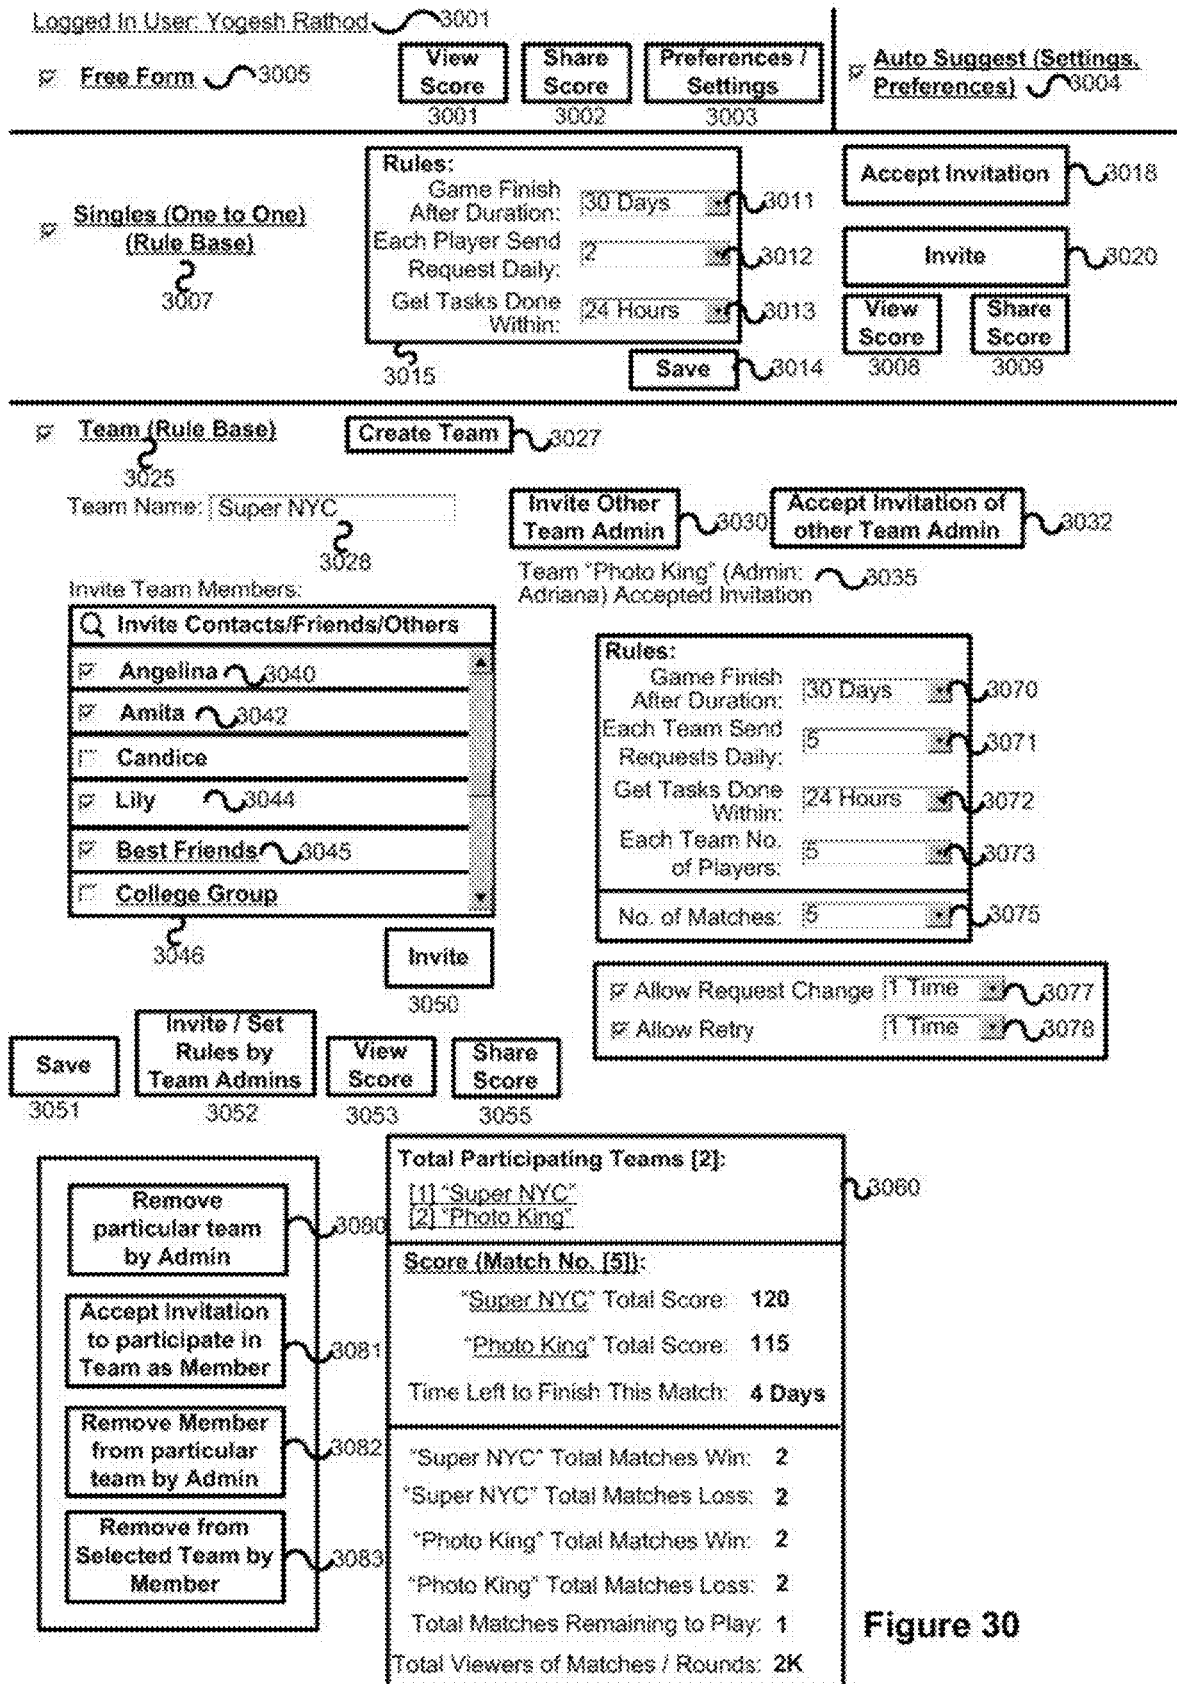 Logged In User: Yogesh Rathod 3001
Free Form 3005
View Score
3001
Share Score
3002
Preferences / Settings
3003
Auto Suggest (Settings, Preferences) 3004
Singles (One to One) (Rule Base)
3007
Rules:
Game Finish After Duration: 30 Days 3011
Each Player Send Request Daily: 2 3012
Get Tasks Done Within: 24 Hours 3013
3015
Save 3014
Accept Invitation 3018
Invite 3020
View Score
3008
Share Score
3009
Team (Rule Base)
3025
Create Team 3027
Team Name: Super NYC
3028
Invite Other Team Admin 3030
Accept Invitation of other Team Admin 3032
Team "Photo King" (Admin: Adriana) Accepted Invitation 3035
Invite Team Members:
Invite Contacts/Friends/Others
Angelina 3040
Amita 3042
Candice
Lily 3044
Best Friends 3045
College Group
3046
Invite
3050
Rules:
Game Finish After Duration: 30 Days 3070
Each Team Send Requests Daily: 5 3071
Get Tasks Done Within: 24 Hours 3072
Each Team No. of Players: 5 3073
No. of Matches: 5 3075
Allow Request Change 1 Time 3077
Allow Retry 1 Time 3078
Save
3051
Invite / Set Rules by Team Admins
3052
View Score
3053
Share Score
3055
Remove particular team by Admin 3080
Accept Invitation to participate in Team as Member 3081
Remove Member from particular team by Admin 3082
Remove from Selected Team by Member 3083
Total Participating Teams [2]: 3060
[1] "Super NYC"
[2] "Photo King"
Score (Match No. [5]):
"Super NYC" Total Score: 120
"Photo King" Total Score: 115
Time Left to Finish This Match: 4 Days
"Super NYC" Total Matches Win: 2
"Super NYC" Total Matches Loss: 2
"Photo King" Total Matches Win: 2
"Photo King" Total Matches Loss: 2
Total Matches Remaining to Play: 1
Total Viewers of Matches / Rounds: 2K
Figure 30